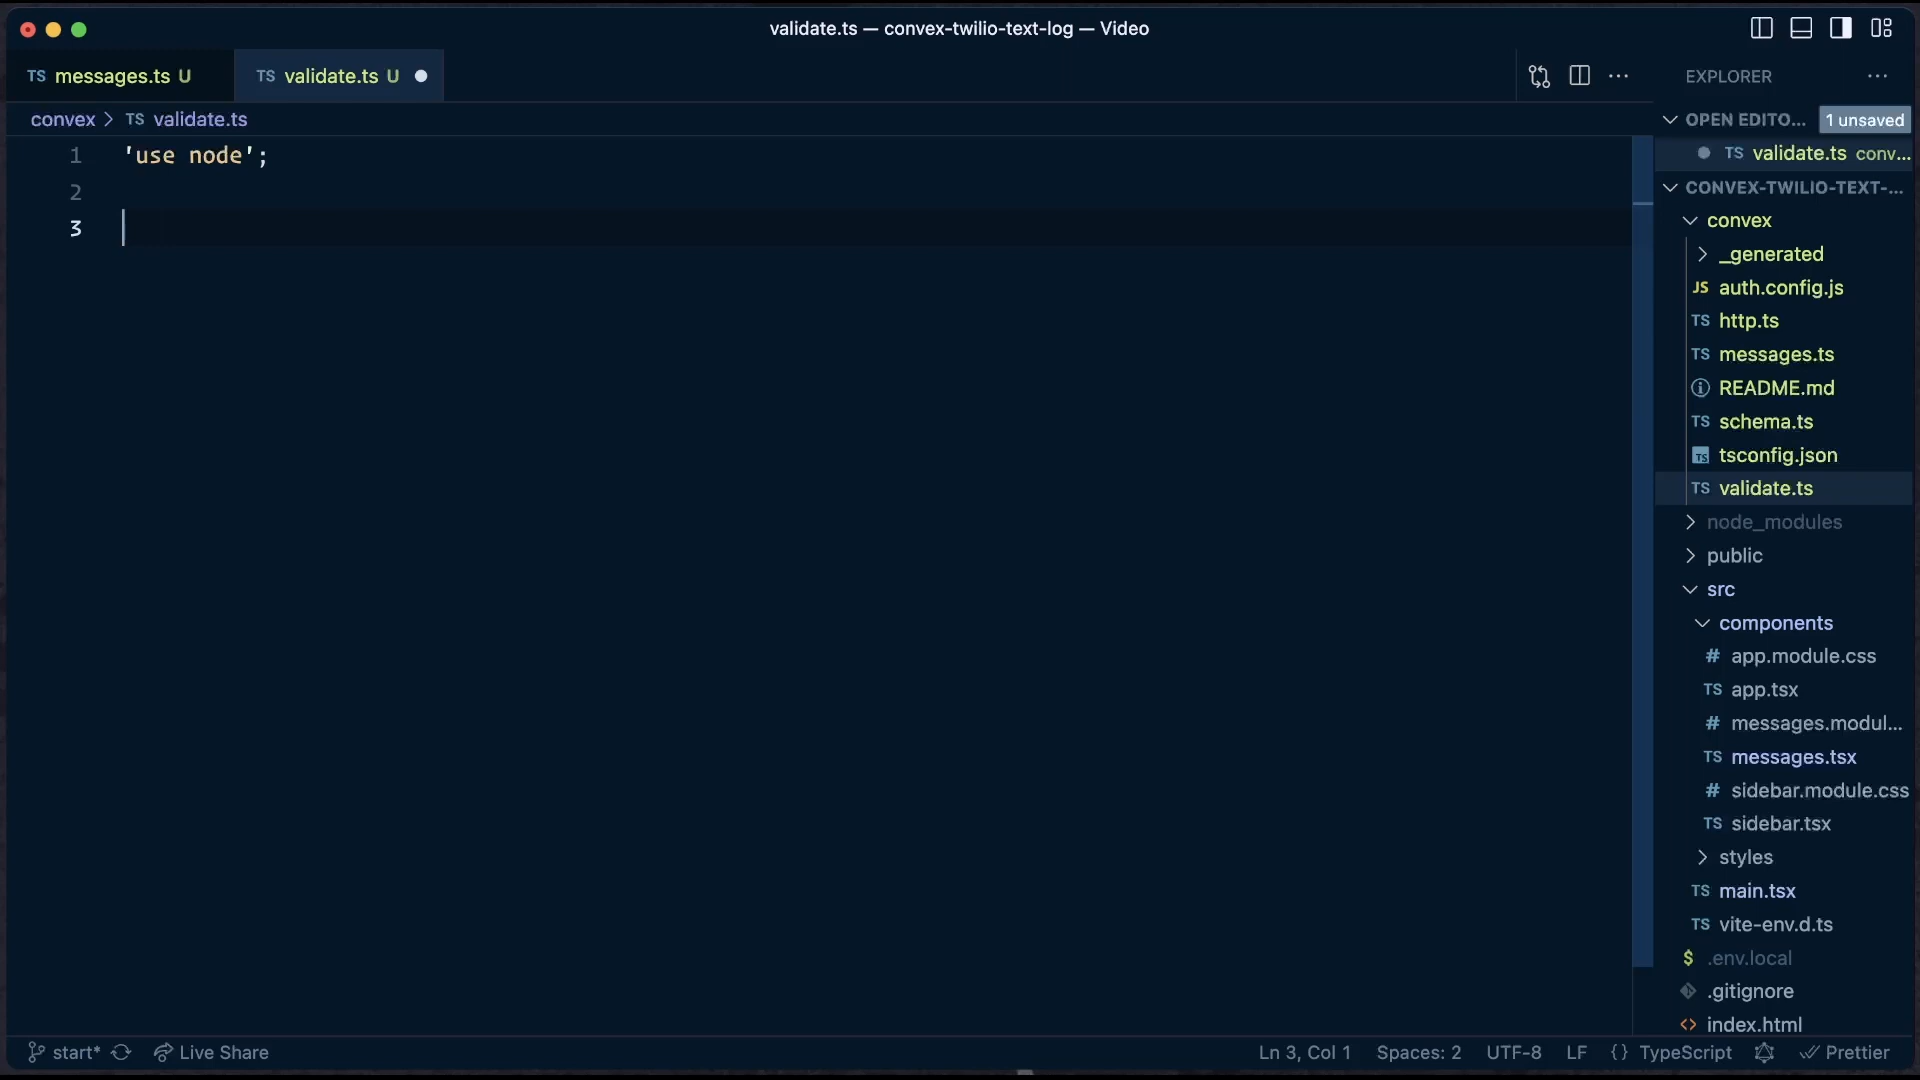 validate.ts — convex-twilio-text-log — Video
TS messages.ts U
TS validate.ts U
EXPLORER
convex > TS validate.ts
OPEN EDITO... 1 unsaved
1 'use node';
2
3
TS validate.ts conv...
CONVEX-TWILIO-TEXT-...
convex
_generated
JS auth.config.js
TS http.ts
TS messages.ts
README.md
TS schema.ts
TS tsconfig.json
TS validate.ts
node_modules
public
src
components
# app.module.css
TS app.tsx
# messages.modul...
TS messages.tsx
# sidebar.module.css
TS sidebar.tsx
styles
TS main.tsx
TS vite-env.d.ts
$ .env.local
.gitignore
<> index.html
start* Live Share Ln 3, Col 1 Spaces: 2 UTF-8 LF {} TypeScript Prettier